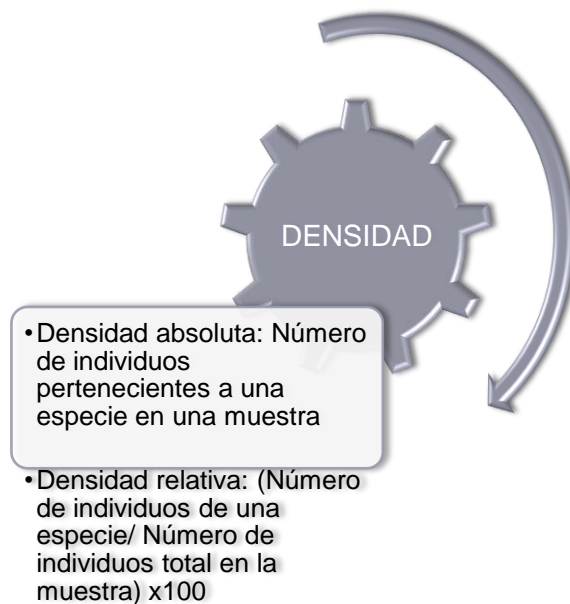 DENSIDAD
•Densidad absoluta: Número
de individuos
pertenecientes a una
especie en una muestra
•Densidad relativa: (Número
de individuos de una
especie/ Número de
individuos total en la
muestra) x100